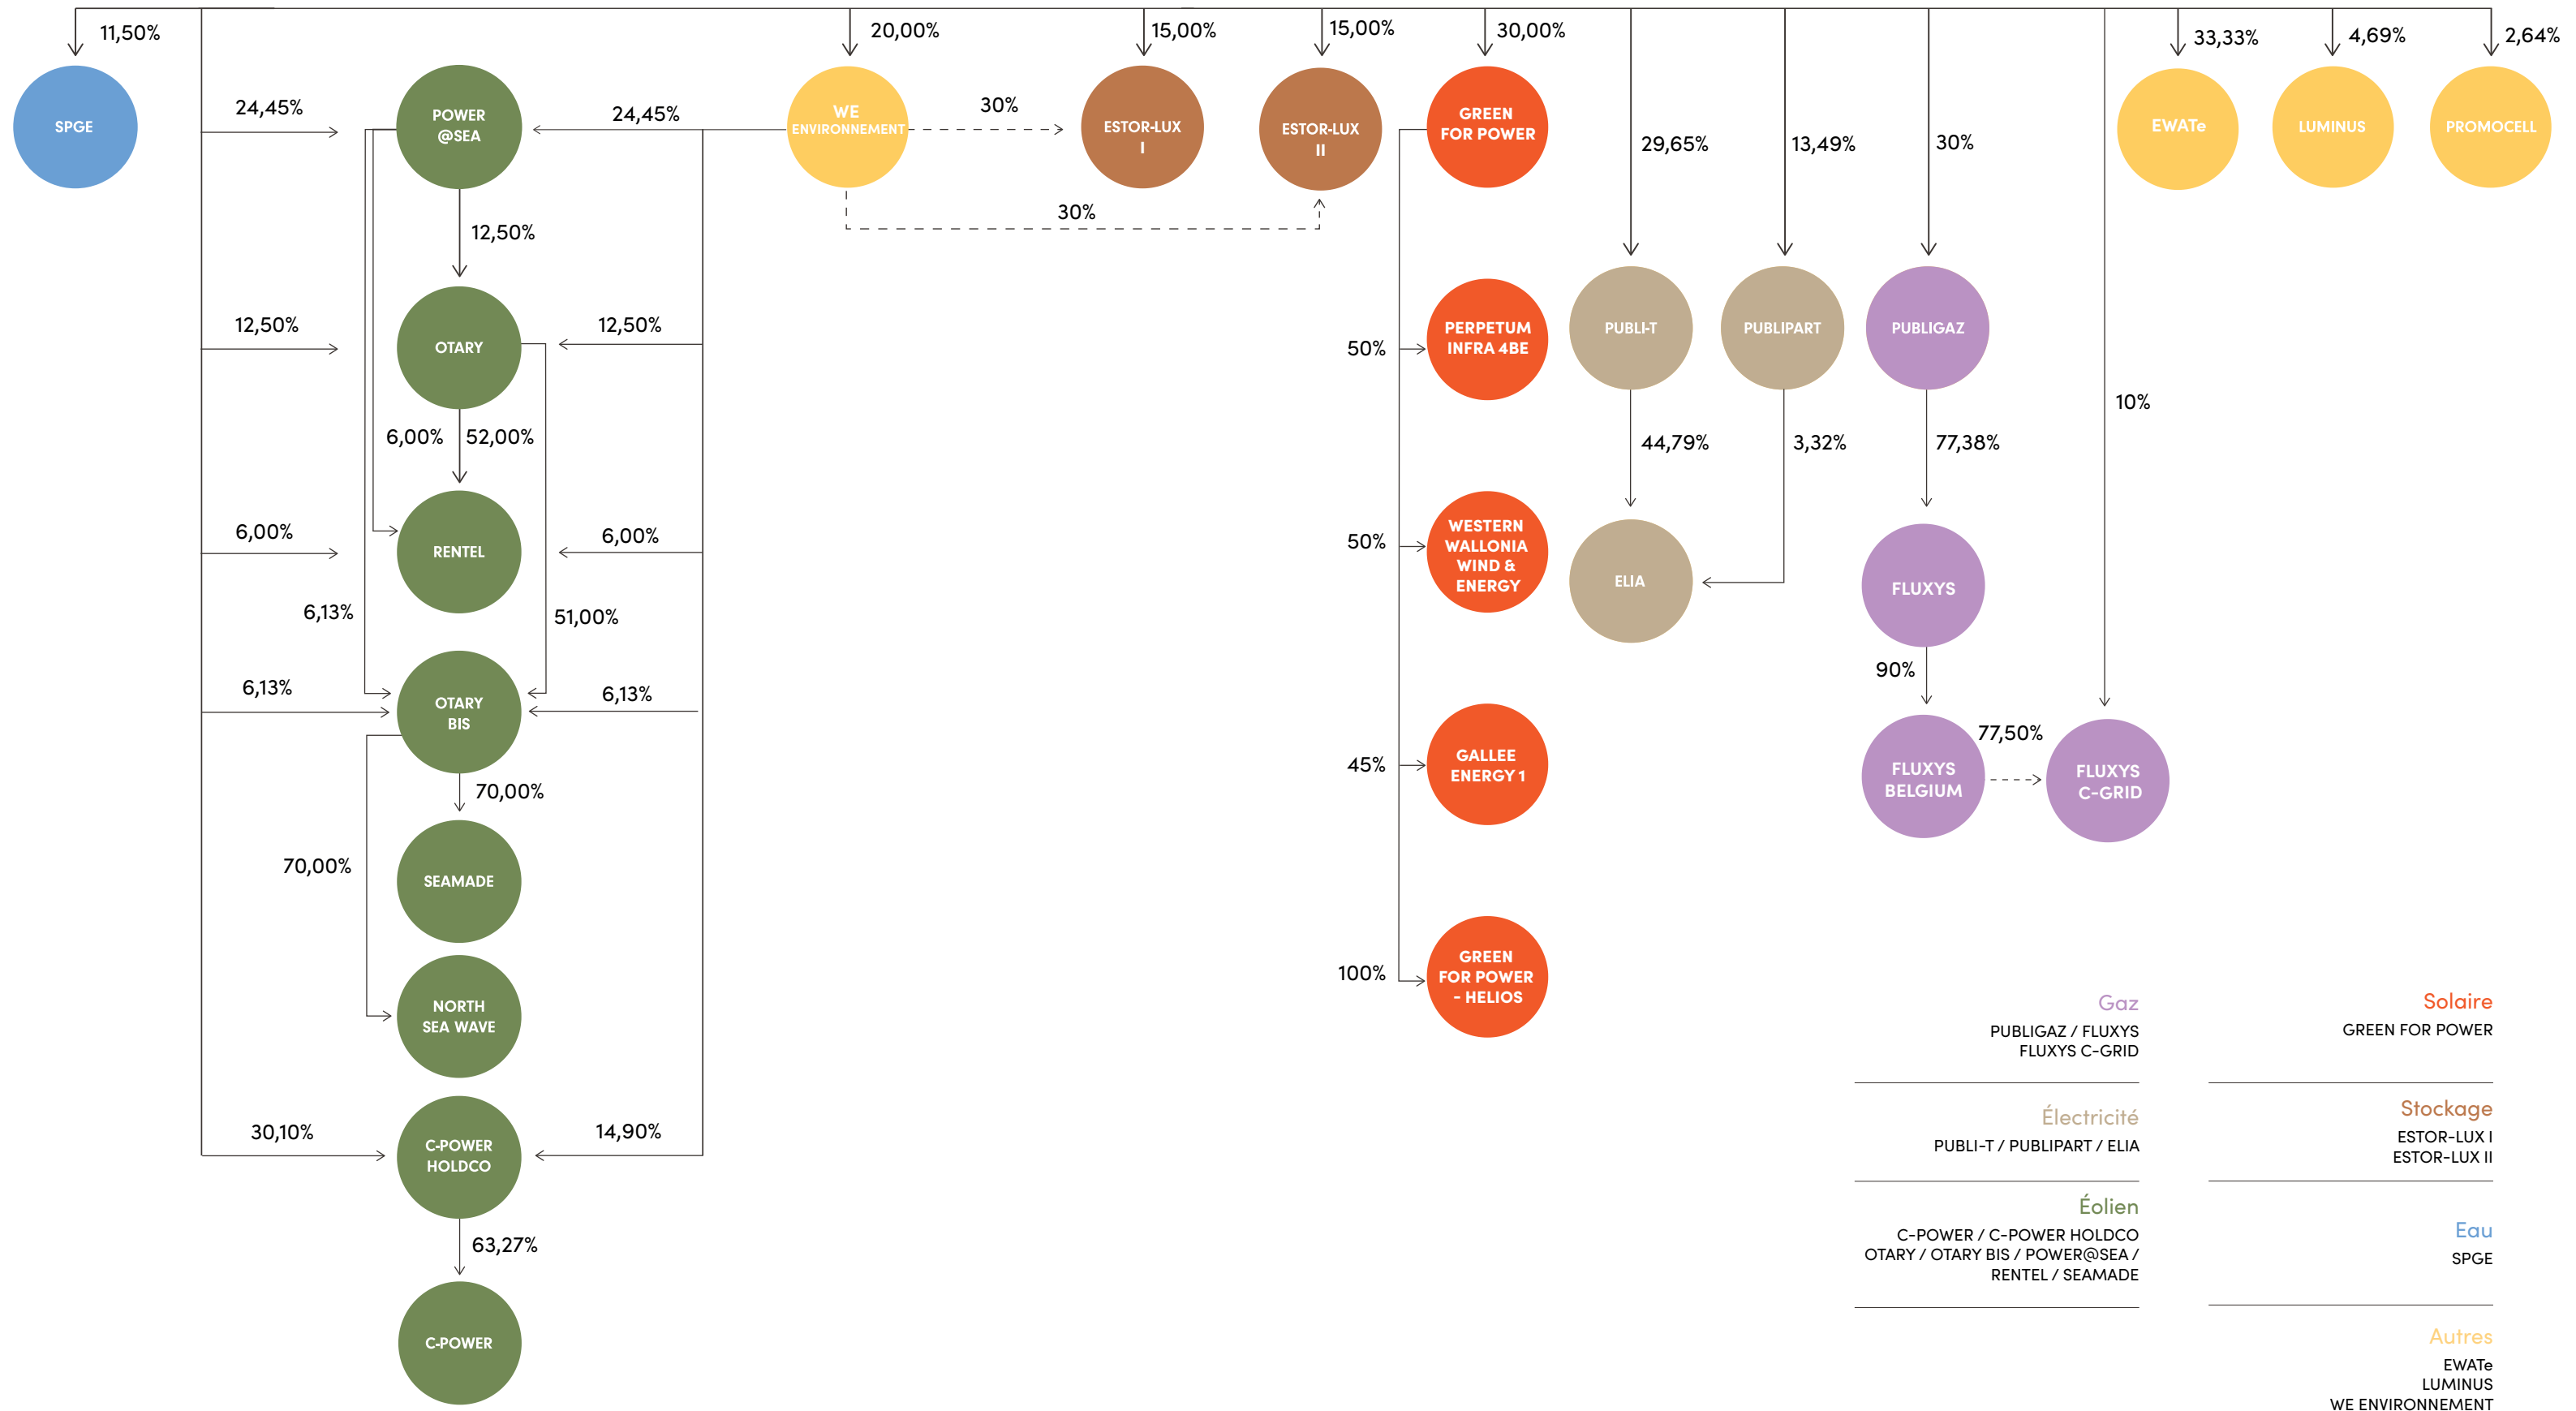 11,50%
20,00%
15,00%
15,00%
30,00%
33,33%
4,69%
2,64%
SPGE
24,45%
POWER
@SEA
24,45%
WE
ENVIRONNEMENT
30%
ESTOR-LUX
I
ESTOR-LUX
II
GREEN
FOR POWER
29,65%
13,49%
30%
EWATe
LUMINUS
PROMOCELL
30%
12,50%
12,50%
OTARY
12,50%
50%
PERPETUM
INFRA 4BE
PUBLI-T
PUBLIPART
PUBLIGAZ
10%
6,00%
52,00%
44,79%
3,32%
77,38%
6,00%
RENTEL
6,00%
50%
WESTERN
WALLONIA
WIND &
ENERGY
ELIA
FLUXYS
6,13%
51,00%
90%
6,13%
OTARY
BIS
6,13%
77,50%
45%
GALLEE
ENERGY 1
FLUXYS
BELGIUM
FLUXYS
C-GRID
70,00%
70,00%
SEAMADE
100%
GREEN
FOR POWER
- HELIOS
NORTH
SEA WAVE
30,10%
C-POWER
HOLDCO
14,90%
63,27%
C-POWER
Gaz
PUBLIGAZ / FLUXYS
FLUXYS C-GRID
Électricité
PUBLI-T / PUBLIPART / ELIA
Éolien
C-POWER / C-POWER HOLDCO
OTARY / OTARY BIS / POWER@SEA /
RENTEL / SEAMADE
Solaire
GREEN FOR POWER
Stockage
ESTOR-LUX I
ESTOR-LUX II
Eau
SPGE
Autres
EWATe
LUMINUS
WE ENVIRONNEMENT